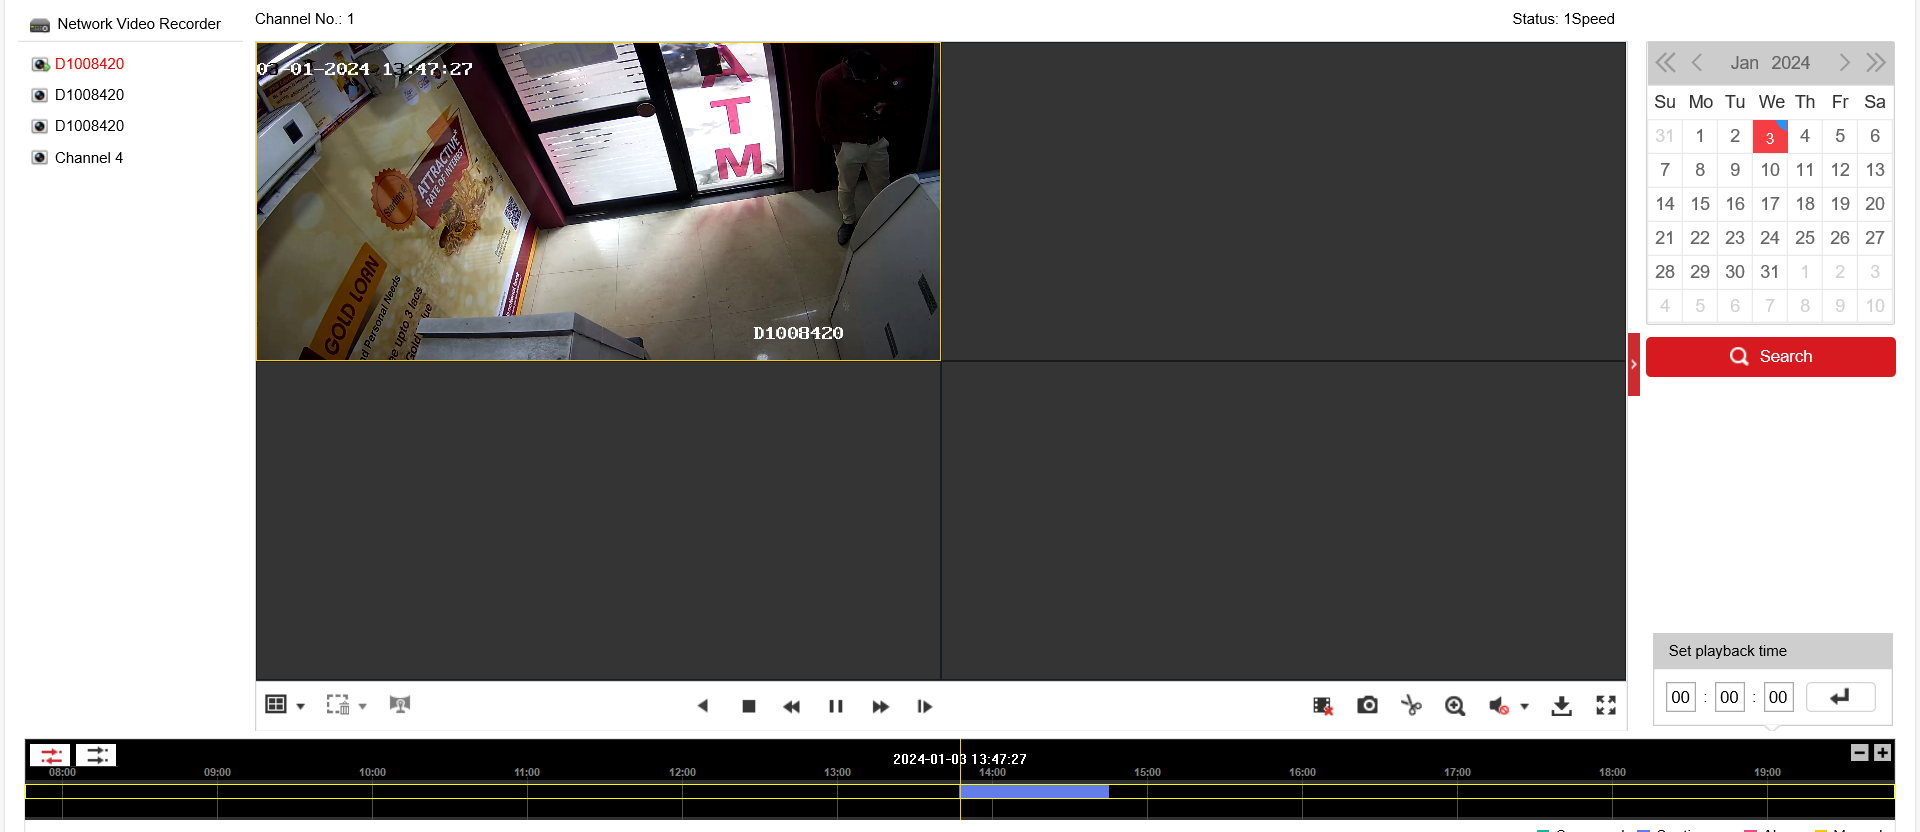 Network Video Recorder
D1008420
D1008420
D1008420
Channel 4
Channel No.: 1
Status: 1Speed
03-01-2024 13:47:27
ATM
ATTRACTIVE
RATE OF INTEREST
GOLD LOAN
Personal Needs
upto 3 lacs
Gold
D1008420
Jan 2024
Su Mo Tu We Th Fr Sa
31 1 2 3 4 5 6
7 8 9 10 11 12 13
14 15 16 17 18 19 20
21 22 23 24 25 26 27
28 29 30 31 1 2 3
4 5 6 7 8 9 10
Search
Set playback time
00 : 00 : 00
2024-01-03 13:47:27
08:00 09:00 10:00 11:00 12:00 13:00 14:00 15:00 16:00 17:00 18:00 19:00